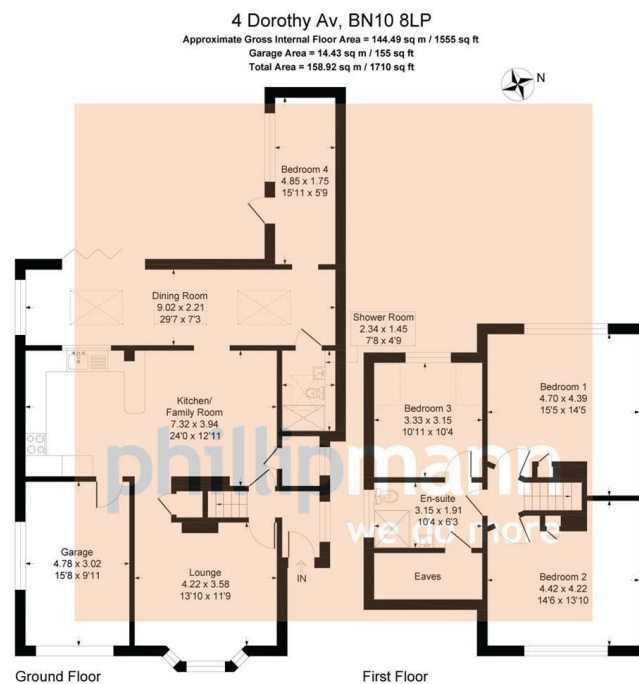 4 Dorothy Av, BN10 8LP
Approximate Gross Internal Floor Area = 144.49 sq m / 1555 sq ft
Garage Area = 14.43 sq m / 155 sq ft
Total Area = 158.92 sq m / 1710 sq ft
N
Bedroom 4
4.85 x 1.75
15'11 x 5'9
Dining Room
9.02 x 2.21
29'7 x 7'3
Shower Room
2.34 x 1.45
7'8 x 4'9
Kitchen/
Family Room
7.32 x 3.94
24'0 x 12'11
Bedroom 3
3.33 x 3.15
10'11 x 10'4
Bedroom 1
4.70 x 4.39
15'5 x 14'5
phillipmann
we do more
En-suite
3.15 x 1.91
10'4 x 6'3
Garage
4.78 x 3.02
15'8 x 9'11
Lounge
4.22 x 3.58
13'10 x 11'9
IN
Eaves
Bedroom 2
4.42 x 4.22
14'6 x 13'10
Ground Floor
First Floor